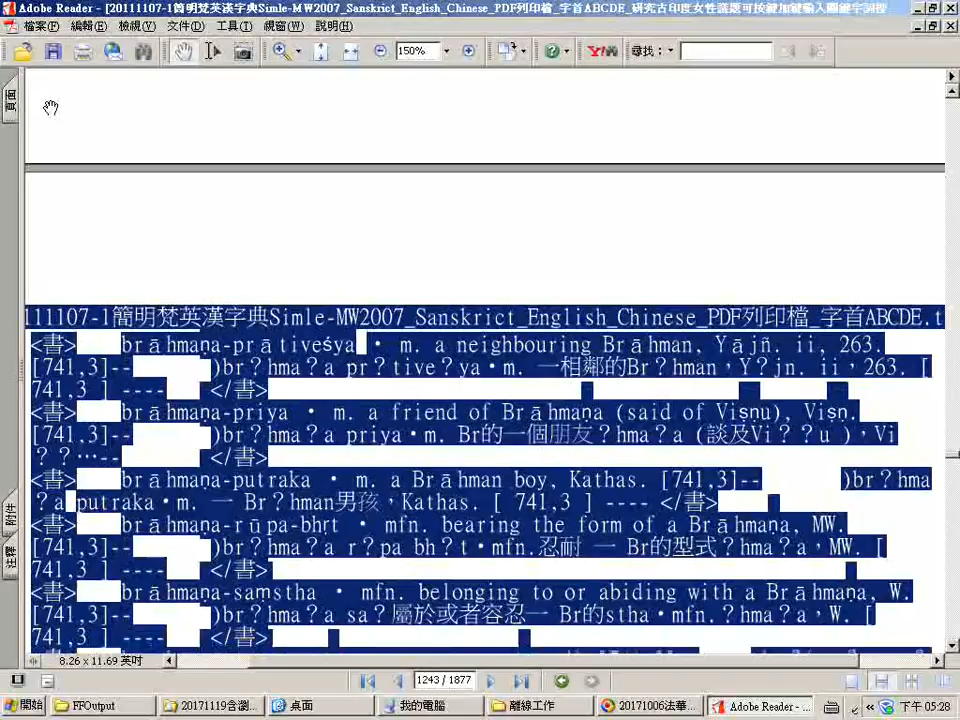 Adobe Reader - [20111107-1簡明梵英漢字典Simle-MW2007_Sanskrict_English_Chinese_PDF列印檔_字首ABCDE_研究古印度女性議題可按鍵加鍵輸入關鍵字詞搜
檔案(F) 編輯(E) 檢視(V) 文件(D) 工具(T) 視窗(W) 說明(H)
150% Y! 尋找:
頁面
111107-1簡明梵英漢字典Simle-MW2007_Sanskrict_English_Chinese_PDF列印檔_字首ABCDE.t
<書> brāhmaṇa-prātiveśya • m. a neighbouring Brāhman, Yājñ. ii, 263.
[741,3]-- )br?hma?a pr?tive?ya•m. 一相鄰的Br?hman，Y?jn. ii，263. [
741,3 ] ---- </書>
<書> brāhmaṇa-priya • m. a friend of Brāhmaṇa (said of Viṣṇu), Viṣṇ.
[741,3]-- )br?hma?a priya•m. Br的一個朋友?hma?a (談及Vi??u )，Vi
??…-- </書>
<書> brāhmaṇa-putraka • m. a Brāhman boy, Kathas. [741,3]-- )br?hma
?a putraka•m. 一 Br?hman男孩，Kathas. [ 741,3 ] ---- </書>
<書> brāhmaṇa-rūpa-bhṛt • mfn. bearing the form of a Brāhmaṇa, MW.
[741,3]-- )br?hma?a r?pa bh?t•mfn.忍耐 一 Br的型式?hma?a，MW. [
741,3 ] ---- </書>
<書> brāhmaṇa-saṃstha • mfn. belonging to or abiding with a Brāhmaṇa, W.
[741,3]-- )br?hma?a sa?屬於或者容忍一 Br的stha•mfn.?hma?a，W. [
741,3 ] ---- </書>
附件
注釋
8.26 x 11.69 英吋
1243 / 1877
開始 FFOutput 20171119含瀏... 桌面 我的電腦 離線工作 20171006法華... Adobe Reader -... 下午 05:28